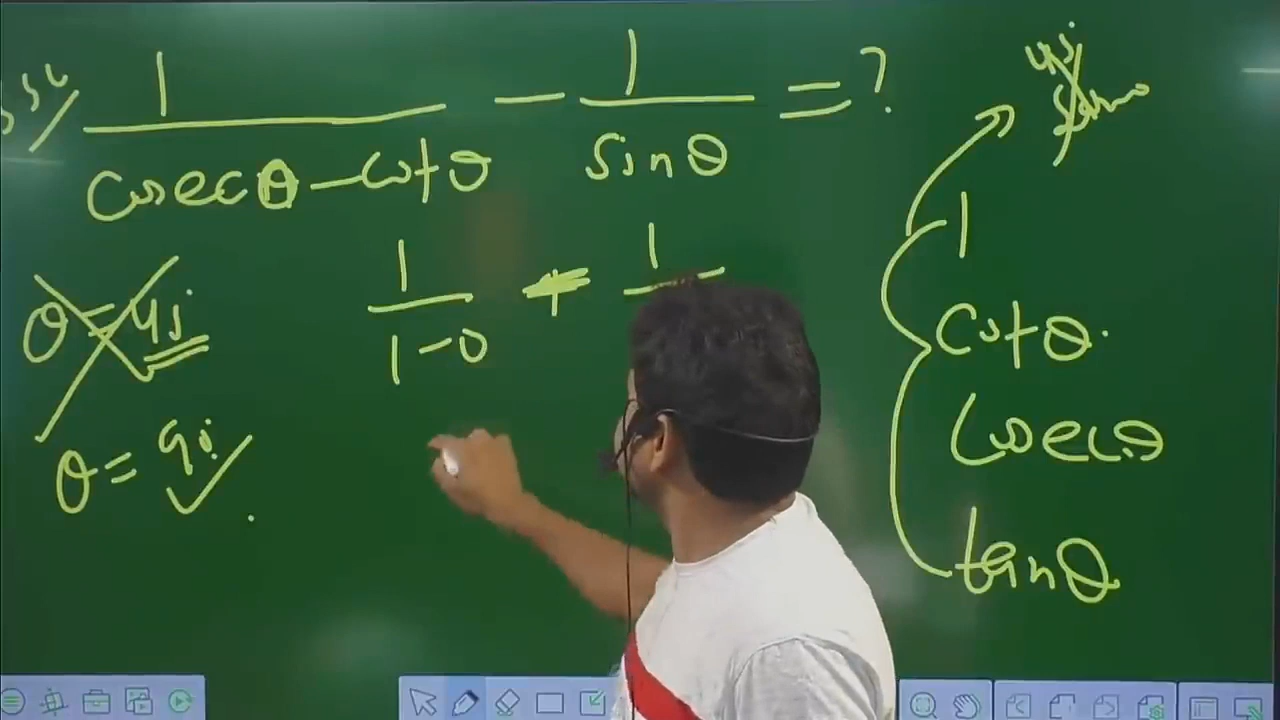 1/(cosecθ - cotθ) - 1/sinθ = ?
θ = 45
θ = 90
1/(1-0) - 1/
1
cotθ
cosecθ
tanθ